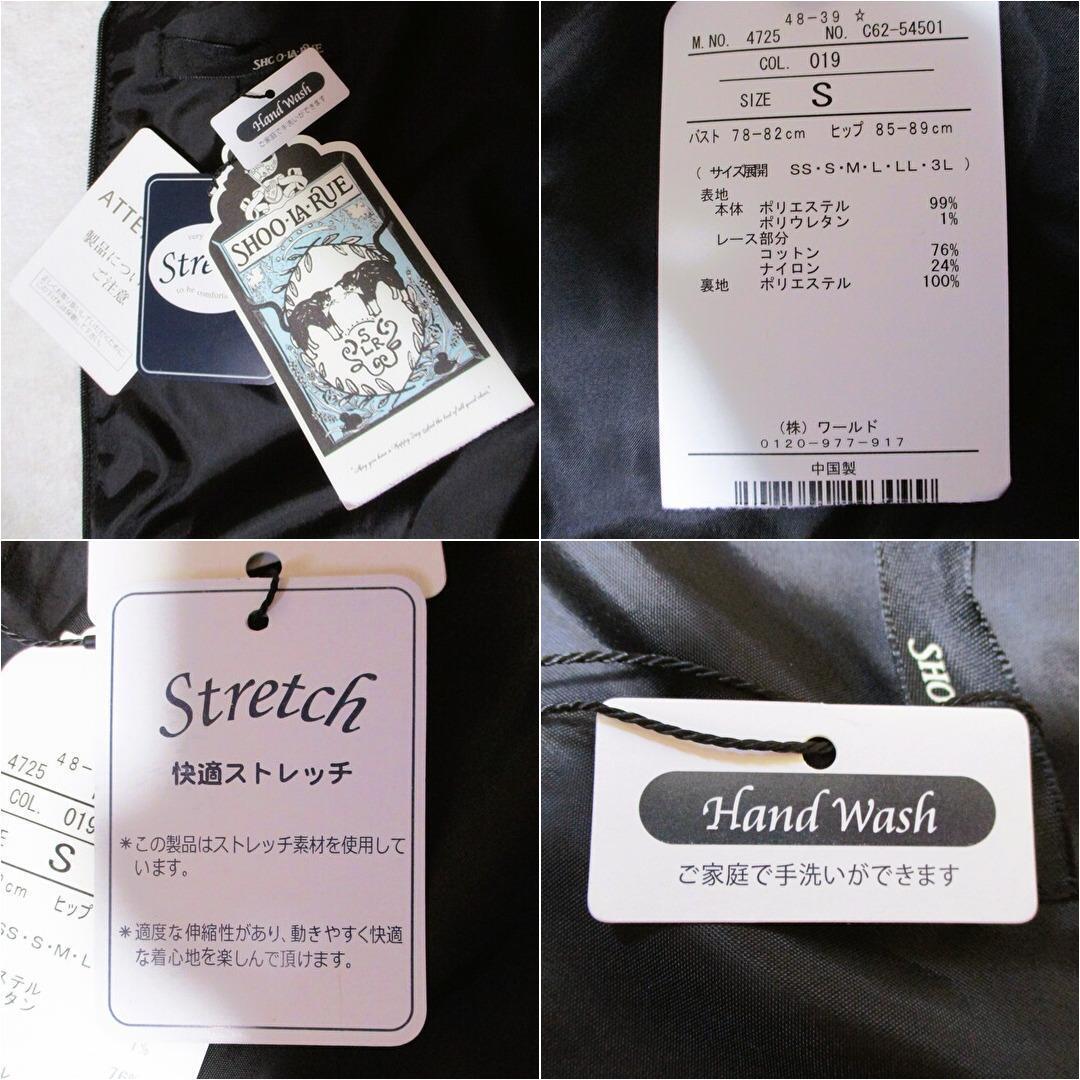 SHOO·LA·RUE
Hand Wash
ご家庭で手洗いができます
ATTE
製品につい
ご注意
very
Stre
to be comforta
SHOO·LA·RUE
SLR
"May you have a Happy Day
48-39 ☆
M.NO. 4725 NO. C62-54501
COL. 019
SIZE S
バスト 78-82cm ヒップ 85-89cm
( サイズ展開 SS・S・M・L・LL・3L )
表地
本体 ポリエステル 99%
ポリウレタン 1%
レース部分
コットン 76%
ナイロン 24%
裏地 ポリエステル 100%
(株) ワールド
0120-977-917
中国製
Stretch
快適ストレッチ
*この製品はストレッチ素材を使用して
います。
*適度な伸縮性があり、動きやすく快適
な着心地を楽しんで頂けます。
4725 48-
COL. 019
E S
cm ヒップ
SS・S・M・L
ステル
タン
1%
76%
SHO
Hand Wash
ご家庭で手洗いができます